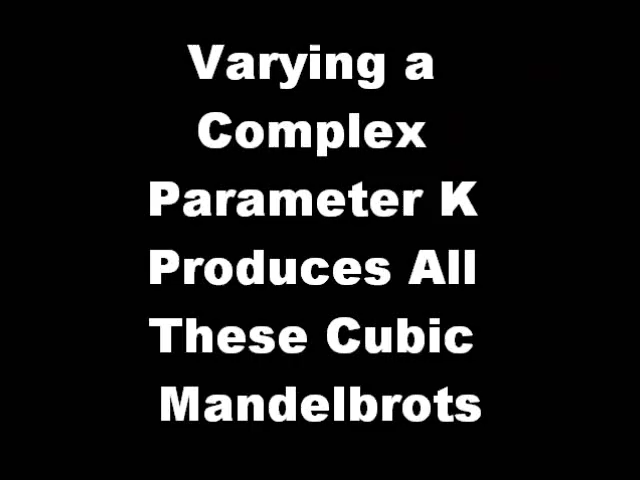 Varying a
Complex
Parameter K
Produces All
These Cubic
Mandelbrots